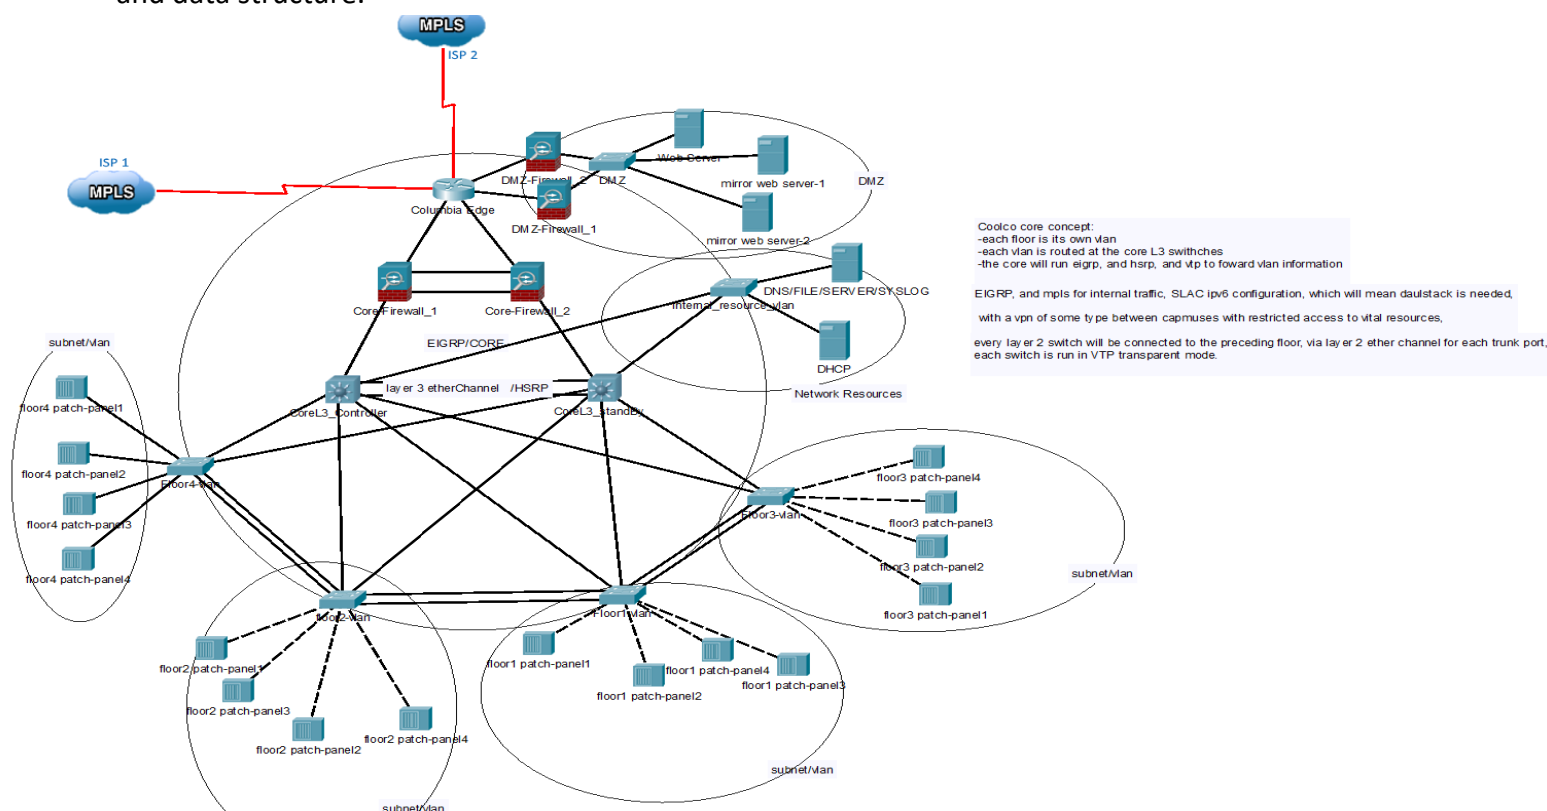 and data structure.
MPLS
ISP 2
ISP 1
MPLS
Web Server
DMZ-Firewall_2
DMZ
mirror web server-1
DMZ
Columbia Edge
DMZ-Firewall_1
mirror web server-2
Coolco core concept:
-each floor is its own vlan
-each vlan is routed at the core L3 swithches
-the core will run eigrp, and hsrp, and vtp to foward vlan information
EIGRP, and mpls for internal traffic, SLAC ipv6 configuration, which will mean daulstack is needed,
with a vpn of some type between capmuses with restricted access to vital resources,
every layer 2 switch will be connected to the preceding floor, via layer 2 ether channel for each trunk port,
each switch is run in VTP transparent mode.
DNS/FILE/SERVER/SYSLOG
Internal_resource_vlan
Core-Firewall_1
Core-Firewall_2
EIGRP/CORE
DHCP
Network Resources
layer 3 etherChannel /HSRP
CoreL3_Controller
CoreL3_standBy
subnet/vlan
floor4 patch-panel1
floor4 patch-panel2
Floor4-vlan
floor4 patch-panel3
floor4 patch-panel4
floor3 patch-panel4
Floor3-vlan
floor3 patch-panel3
floor3 patch-panel2
floor3 patch-panel1
subnet/vlan
floor2-vlan
Floor1-vlan
floor2 patch-panel1
floor2 patch-panel3
floor2 patch-panel2
floor2 patch-panel4
floor1 patch-panel1
floor1 patch-panel4
floor1 patch-panel3
floor1 patch-panel2
subnet/vlan
subnet/vlan